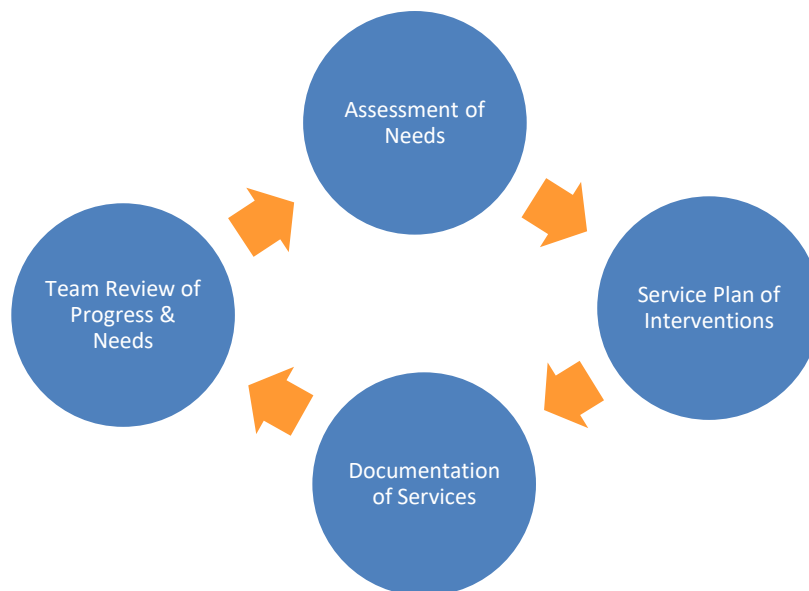 Assessment of
Needs
Service Plan of
Interventions
Documentation
of Services
Team Review of
Progress &
Needs